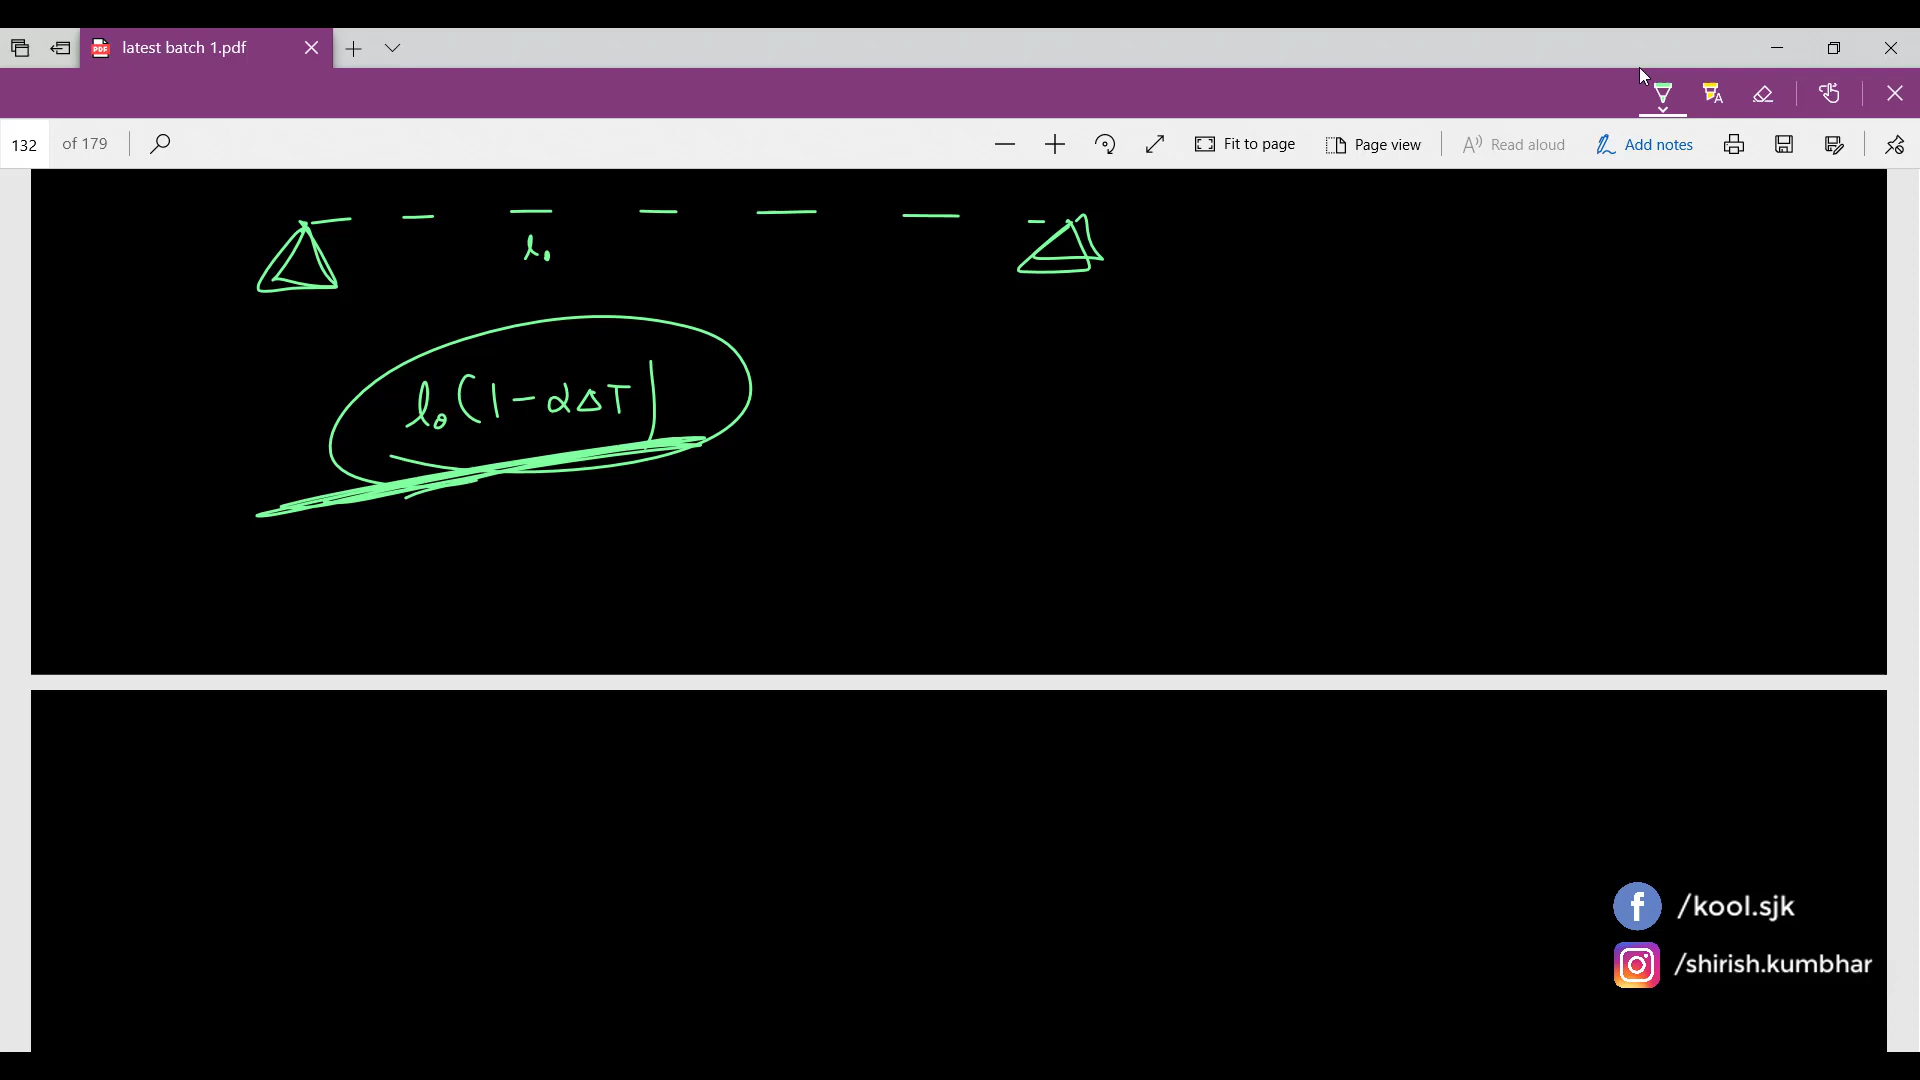 latest batch 1.pdf
132 of 179
Fit to page
Page view
Read aloud
Add notes
l₀
l₀(1-α∆T)
/kool.sjk
/shirish.kumbhar